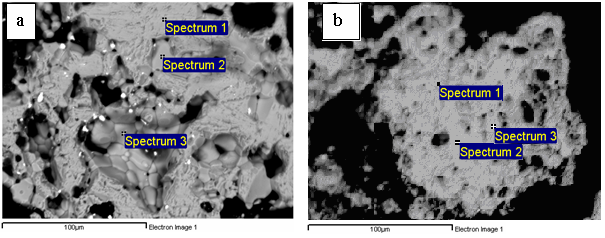 a
Spectrum 1
Spectrum 2
Spectrum 3
100µm
Electron Image 1
b
Spectrum 1
Spectrum 3
Spectrum 2
100µm
Electron Image 1